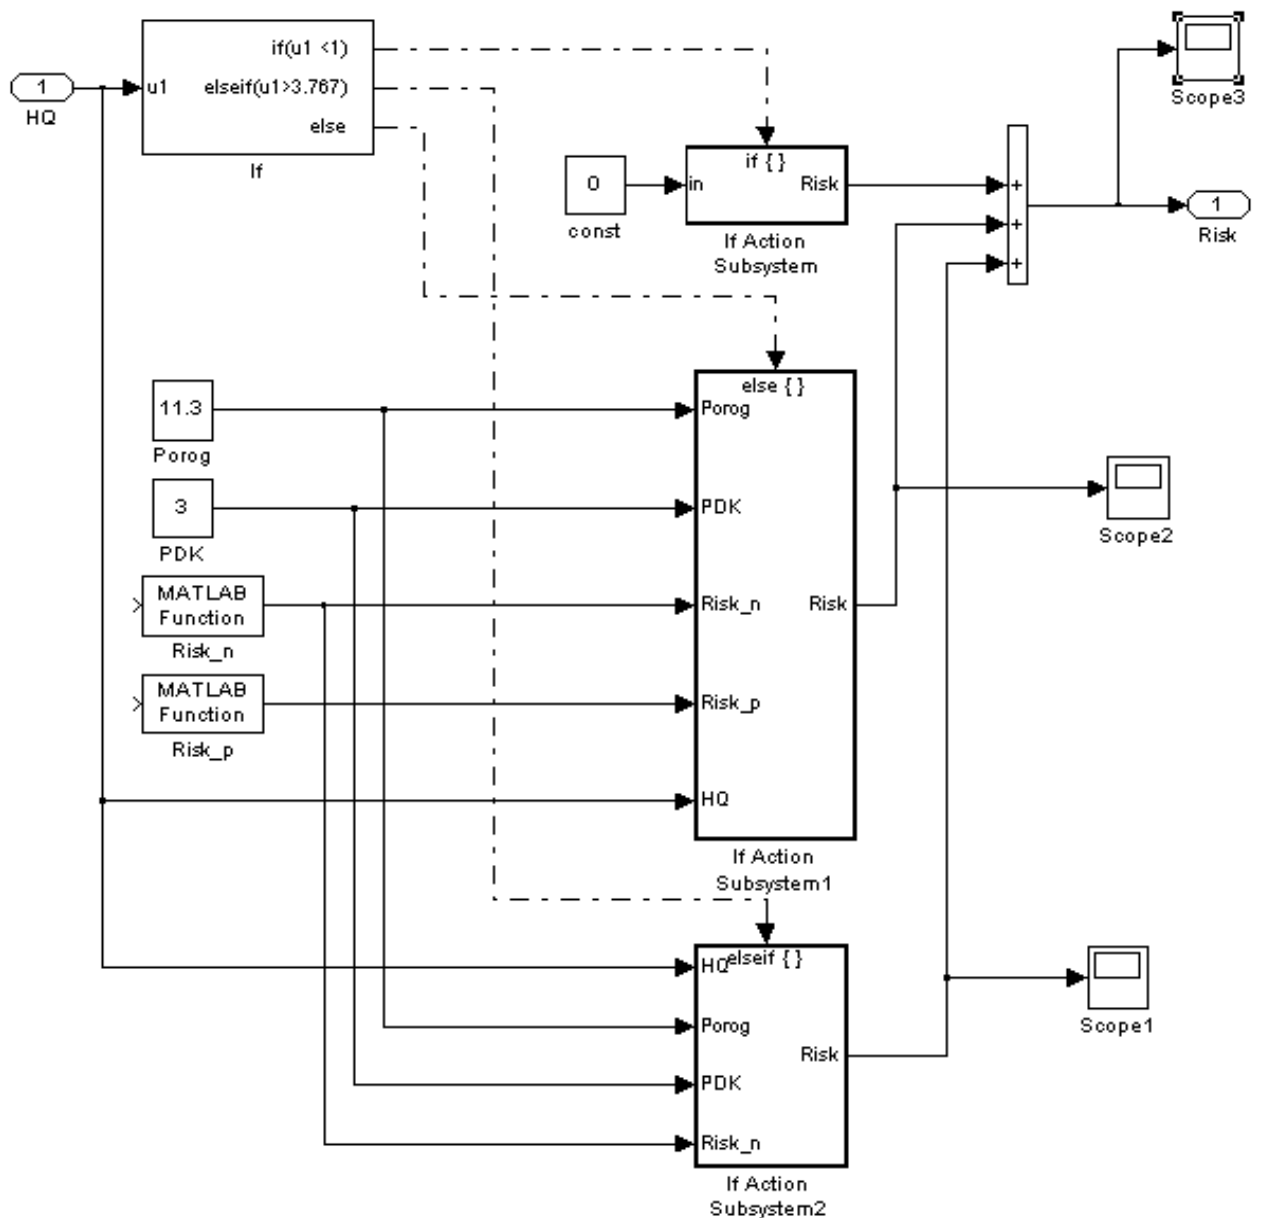 if(u1 <1)
1
u1
elseif(u1>3.767)
HQ
else
If
Scope3
if { }
0
in
Risk
+
const
If Action
Subsystem
+
1
Risk
+
else { }
11.3
Porog
Porog
3
PDK
PDK
Scope2
MATLAB
Function
Risk_n
Risk_n
Risk
MATLAB
Function
Risk_p
Risk_p
HQ
If Action
Subsystem1
elseif { }
HQ
Porog
Risk
PDK
Risk_n
Scope1
If Action
Subsystem2